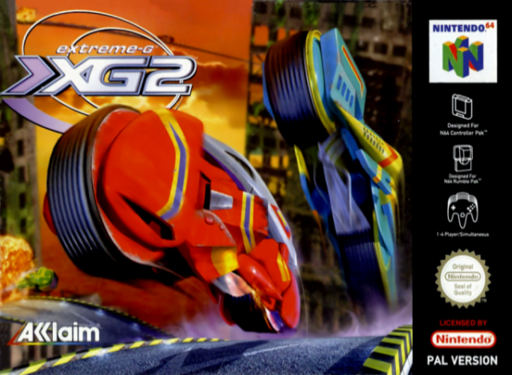 extreme-G
XG2
NINTENDO 64
N
Designed For
N64 Controller Pak™
Designed For
N64 Rumble Pak™
1-4 Player/Simultaneous
Original
Nintendo
Seal of
Quality
AKKlaim
LICENSED BY
Nintendo
PAL VERSION